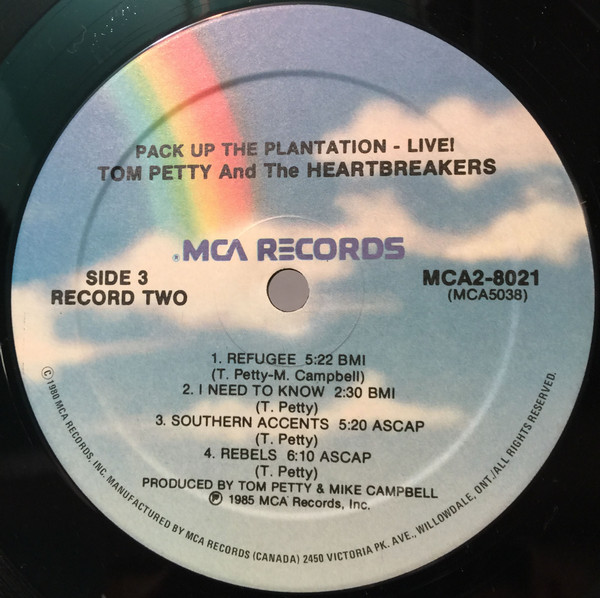 PACK UP THE PLANTATION - LIVE!
TOM PETTY And The HEARTBREAKERS
® MCA RECORDS
SIDE 3
RECORD TWO
MCA2-8021
(MCA5038)
1. REFUGEE 5:22 BMI
(T. Petty-M. Campbell)
2. I NEED TO KNOW 2:30 BMI
(T. Petty)
3. SOUTHERN ACCENTS 5:20 ASCAP
(T. Petty)
4. REBELS 6:10 ASCAP
(T. Petty)
PRODUCED BY TOM PETTY & MIKE CAMPBELL
℗ 1985 MCA Records, Inc.
©1980 MCA RECORDS, INC. MANUFACTURED BY MCA RECORDS (CANADA) 2450 VICTORIA PK. AVE., WILLOWDALE, ONT./ALL RIGHTS RESERVED.